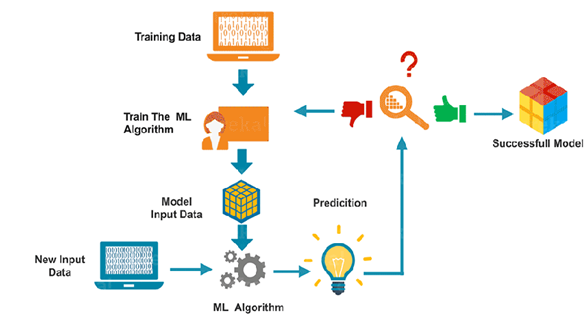 Training Data
?
Train The ML
Algorithm
Successfull Model
Model
Input Data
Predicition
New Input
Data
ML Algorithm